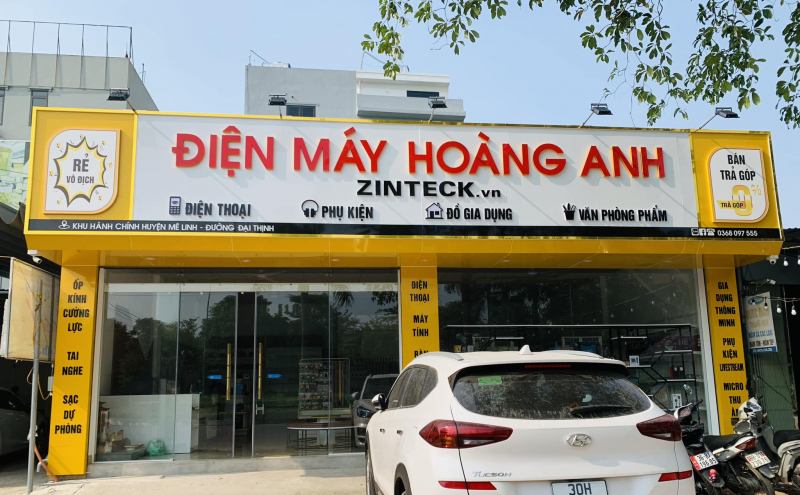 RẺ
VÔ ĐỊCH
ĐIỆN MÁY HOÀNG ANH
ZINTECK.vn
ĐIỆN THOẠI
PHỤ KIỆN
ĐỒ GIA DỤNG
VĂN PHÒNG PHẨM
BÁN
TRẢ GÓP
0%
TRẢ GÓP
KHU HÀNH CHÍNH HUYỆN MÊ LINH - ĐƯỜNG ĐẠI THỊNH
0368 097 555
ỐP
KÍNH
CƯỜNG
LỰC
TAI
NGHE
SẠC
DỰ
PHÒNG
ĐIỆN
THOẠI
MÁY
TÍNH
BÀN
GIA
DỤNG
THÔNG
MINH
PHỤ
KIỆN
LIVESTREAM
MICRO
THU
ÂM
TUCSON
30H